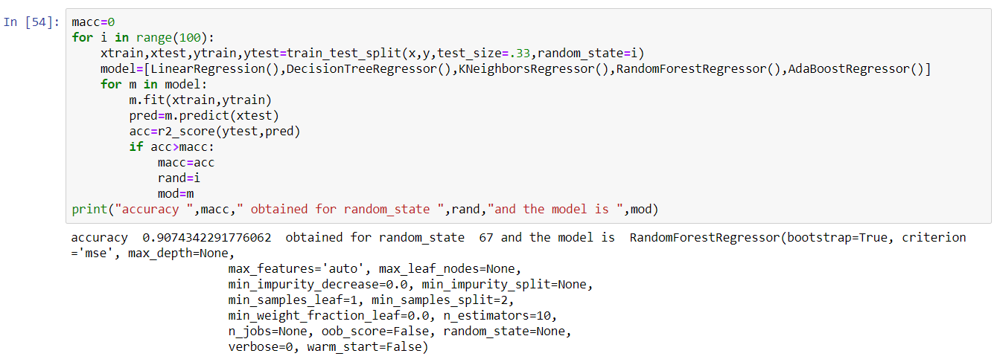 In [54]: macc=0
for i in range(100):
    xtrain,xtest,ytrain,ytest=train_test_split(x,y,test_size=.33,random_state=i)
    model=[LinearRegression(),DecisionTreeRegressor(),KNeighborsRegressor(),RandomForestRegressor(),AdaBoostRegressor()]
    for m in model:
        m.fit(xtrain,ytrain)
        pred=m.predict(xtest)
        acc=r2_score(ytest,pred)
        if acc>macc:
            macc=acc
            rand=i
            mod=m
print("accuracy ",macc," obtained for random_state ",rand,"and the model is ",mod)
accuracy  0.9074342291776062  obtained for random_state  67 and the model is  RandomForestRegressor(bootstrap=True, criterion
='mse', max_depth=None,
                      max_features='auto', max_leaf_nodes=None,
                      min_impurity_decrease=0.0, min_impurity_split=None,
                      min_samples_leaf=1, min_samples_split=2,
                      min_weight_fraction_leaf=0.0, n_estimators=10,
                      n_jobs=None, oob_score=False, random_state=None,
                      verbose=0, warm_start=False)